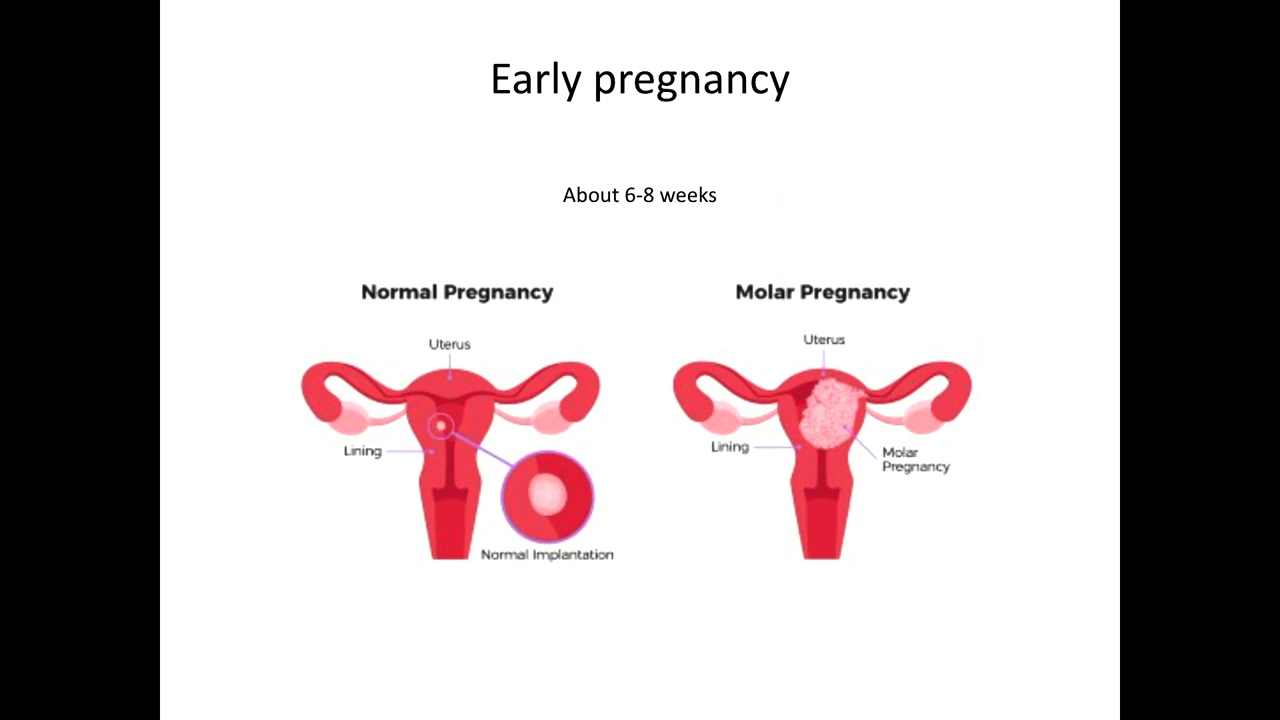 Early pregnancy
About 6-8 weeks
Normal Pregnancy
Uterus
Lining
Normal Implantation
Molar Pregnancy
Uterus
Lining
Molar
Pregnancy